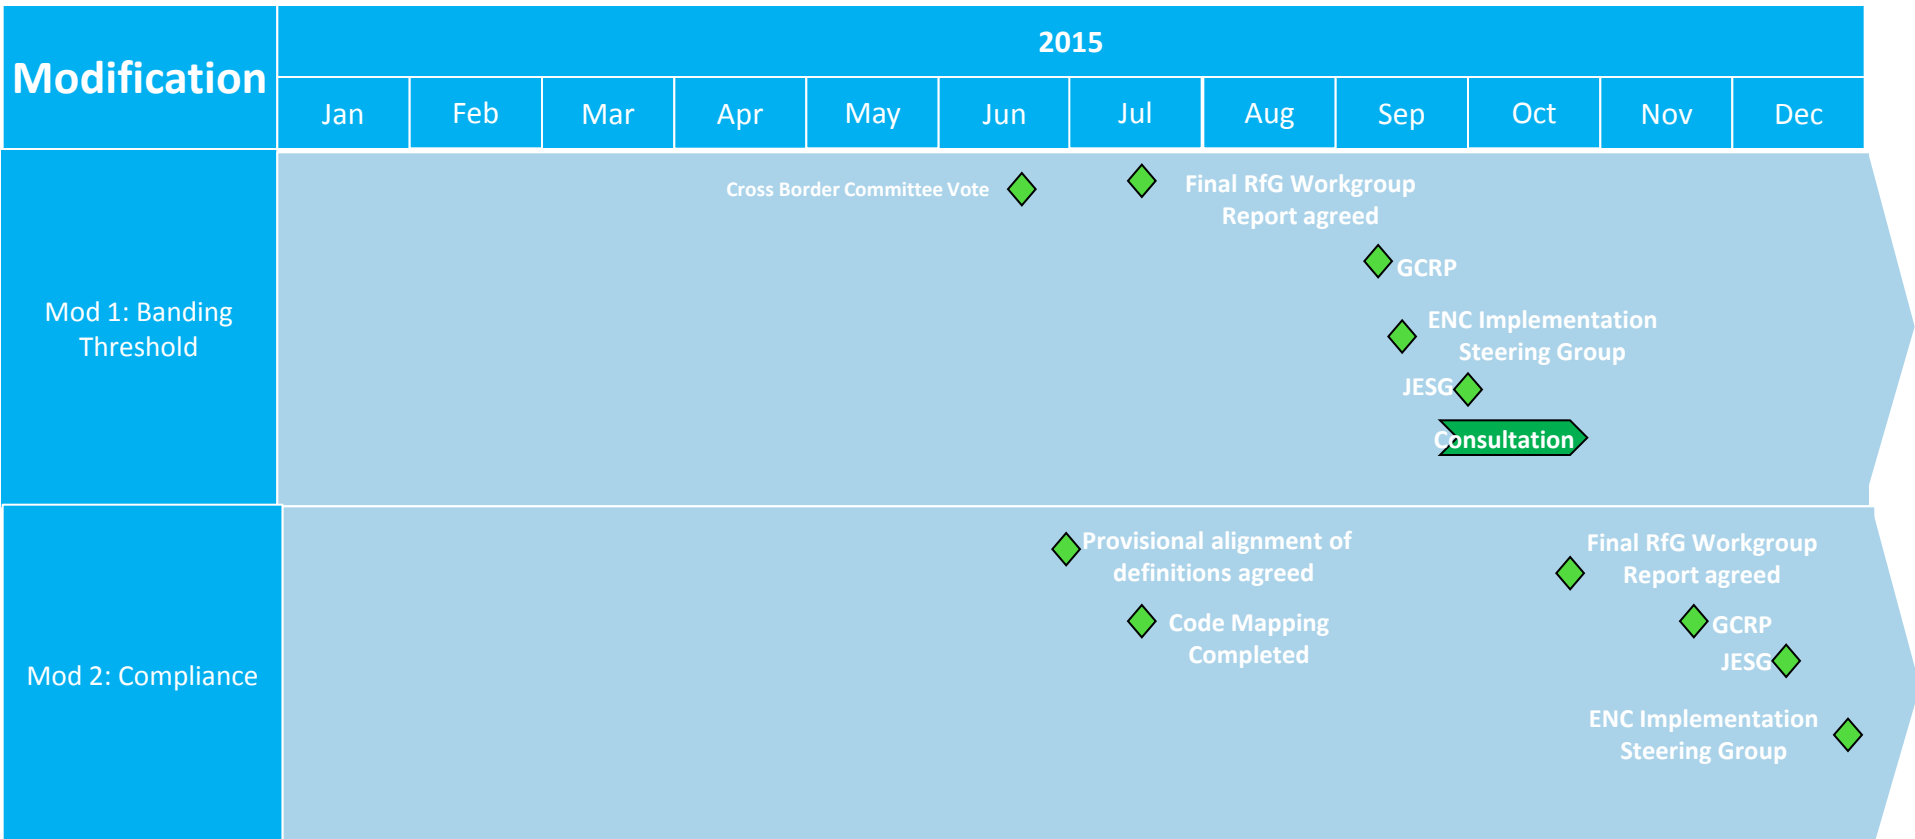 Modification
2015
Jan
Feb
Mar
Apr
May
Jun
Jul
Aug
Sep
Oct
Nov
Dec
Mod 1: Banding
Threshold
Cross Border Committee Vote
Final RfG Workgroup
Report agreed
GCRP
ENC Implementation
Steering Group
JESG
Consultation
Mod 2: Compliance
Provisional alignment of
definitions agreed
Code Mapping
Completed
Final RfG Workgroup
Report agreed
GCRP
JESG
ENC Implementation
Steering Group